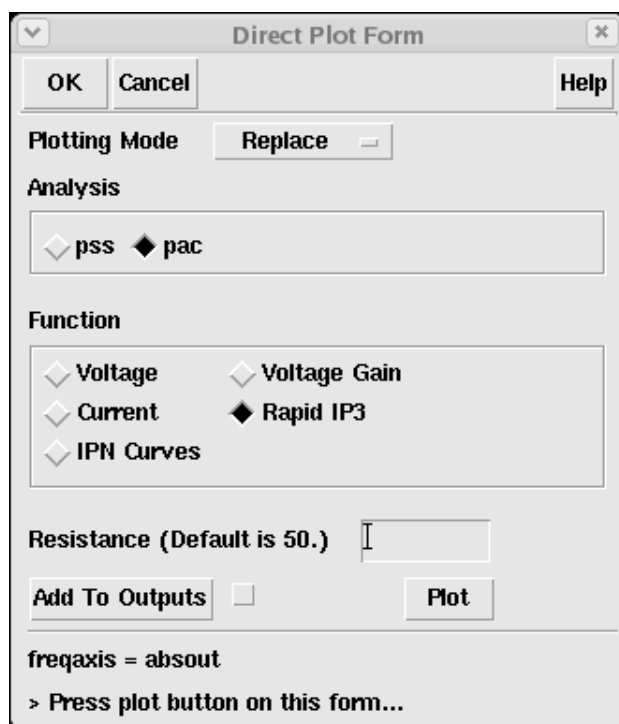 Direct Plot Form
OK Cancel Help
Plotting Mode Replace
Analysis
pss pac
Function
Voltage Voltage Gain
Current Rapid IP3
IPN Curves
Resistance (Default is 50.)
Add To Outputs Plot
freqaxis = absout
> Press plot button on this form...